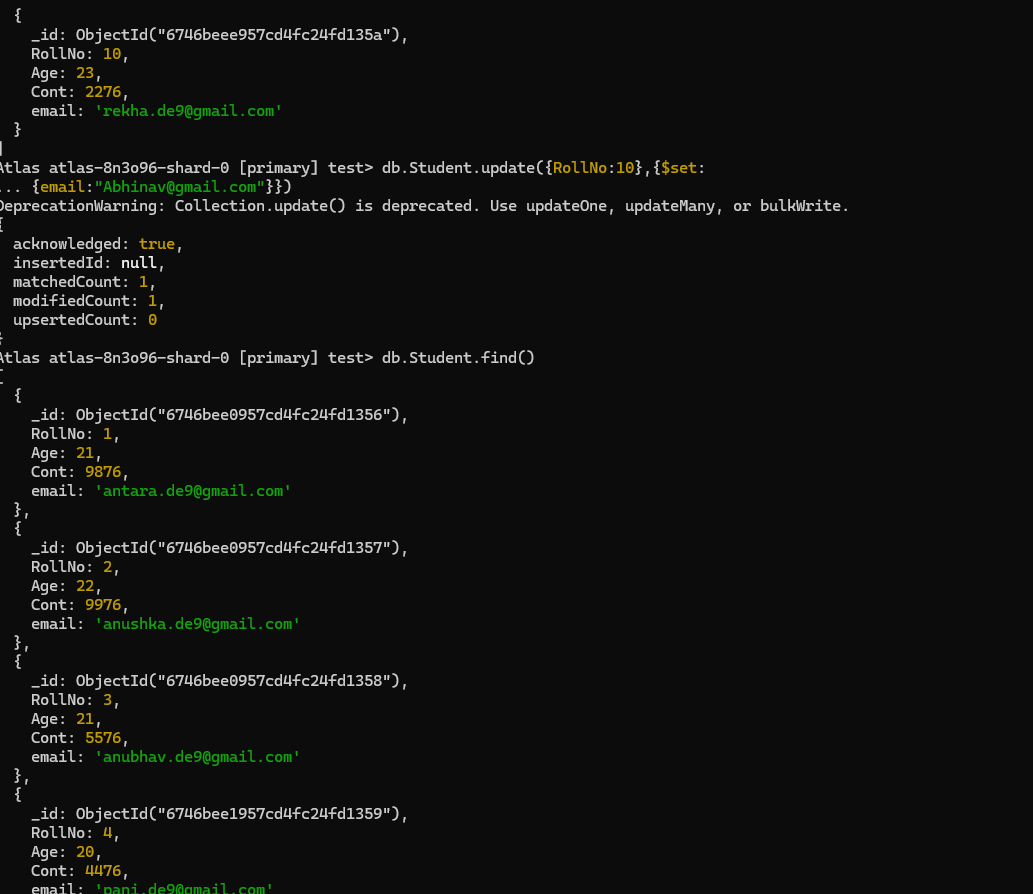 {
_id: ObjectId("6746beee957cd4fc24fd135a"),
RollNo: 10,
Age: 23,
Cont: 2276,
email: 'rekha.de9@gmail.com'
}
]
Atlas atlas-8n3o96-shard-0 [primary] test> db.Student.update({RollNo:10},{$set:
... {email:"Abhinav@gmail.com"}})
DeprecationWarning: Collection.update() is deprecated. Use updateOne, updateMany, or bulkWrite.
{
acknowledged: true,
insertedId: null,
matchedCount: 1,
modifiedCount: 1,
upsertedCount: 0
}
Atlas atlas-8n3o96-shard-0 [primary] test> db.Student.find()
[
{
_id: ObjectId("6746bee0957cd4fc24fd1356"),
RollNo: 1,
Age: 21,
Cont: 9876,
email: 'antara.de9@gmail.com'
},
{
_id: ObjectId("6746bee0957cd4fc24fd1357"),
RollNo: 2,
Age: 22,
Cont: 9976,
email: 'anushka.de9@gmail.com'
},
{
_id: ObjectId("6746bee0957cd4fc24fd1358"),
RollNo: 3,
Age: 21,
Cont: 5576,
email: 'anubhav.de9@gmail.com'
},
{
_id: ObjectId("6746bee1957cd4fc24fd1359"),
RollNo: 4,
Age: 20,
Cont: 4476,
email: 'pani.de9@gmail.com'